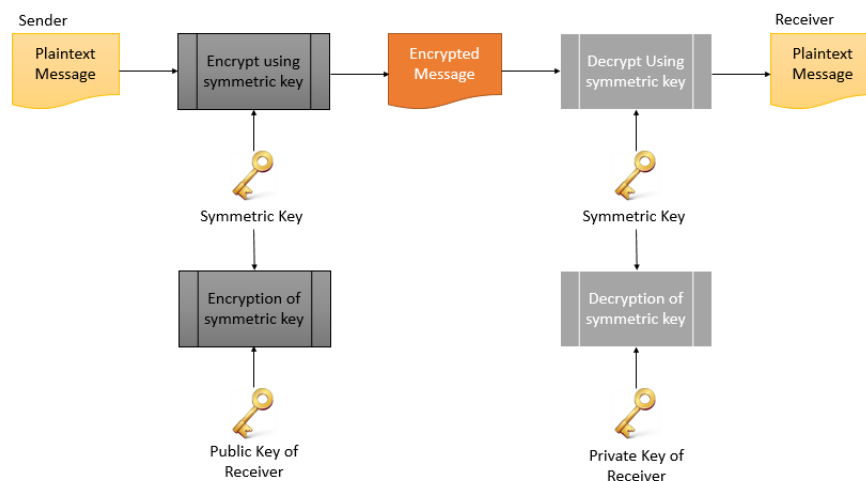 Sender
Receiver
Plaintext
Message
Encrypt using
symmetric key
Encrypted
Message
Decrypt Using
symmetric key
Plaintext
Message
Symmetric Key
Symmetric Key
Encryption of
symmetric key
Decryption of
symmetric key
Public Key of
Receiver
Private Key of
Receiver